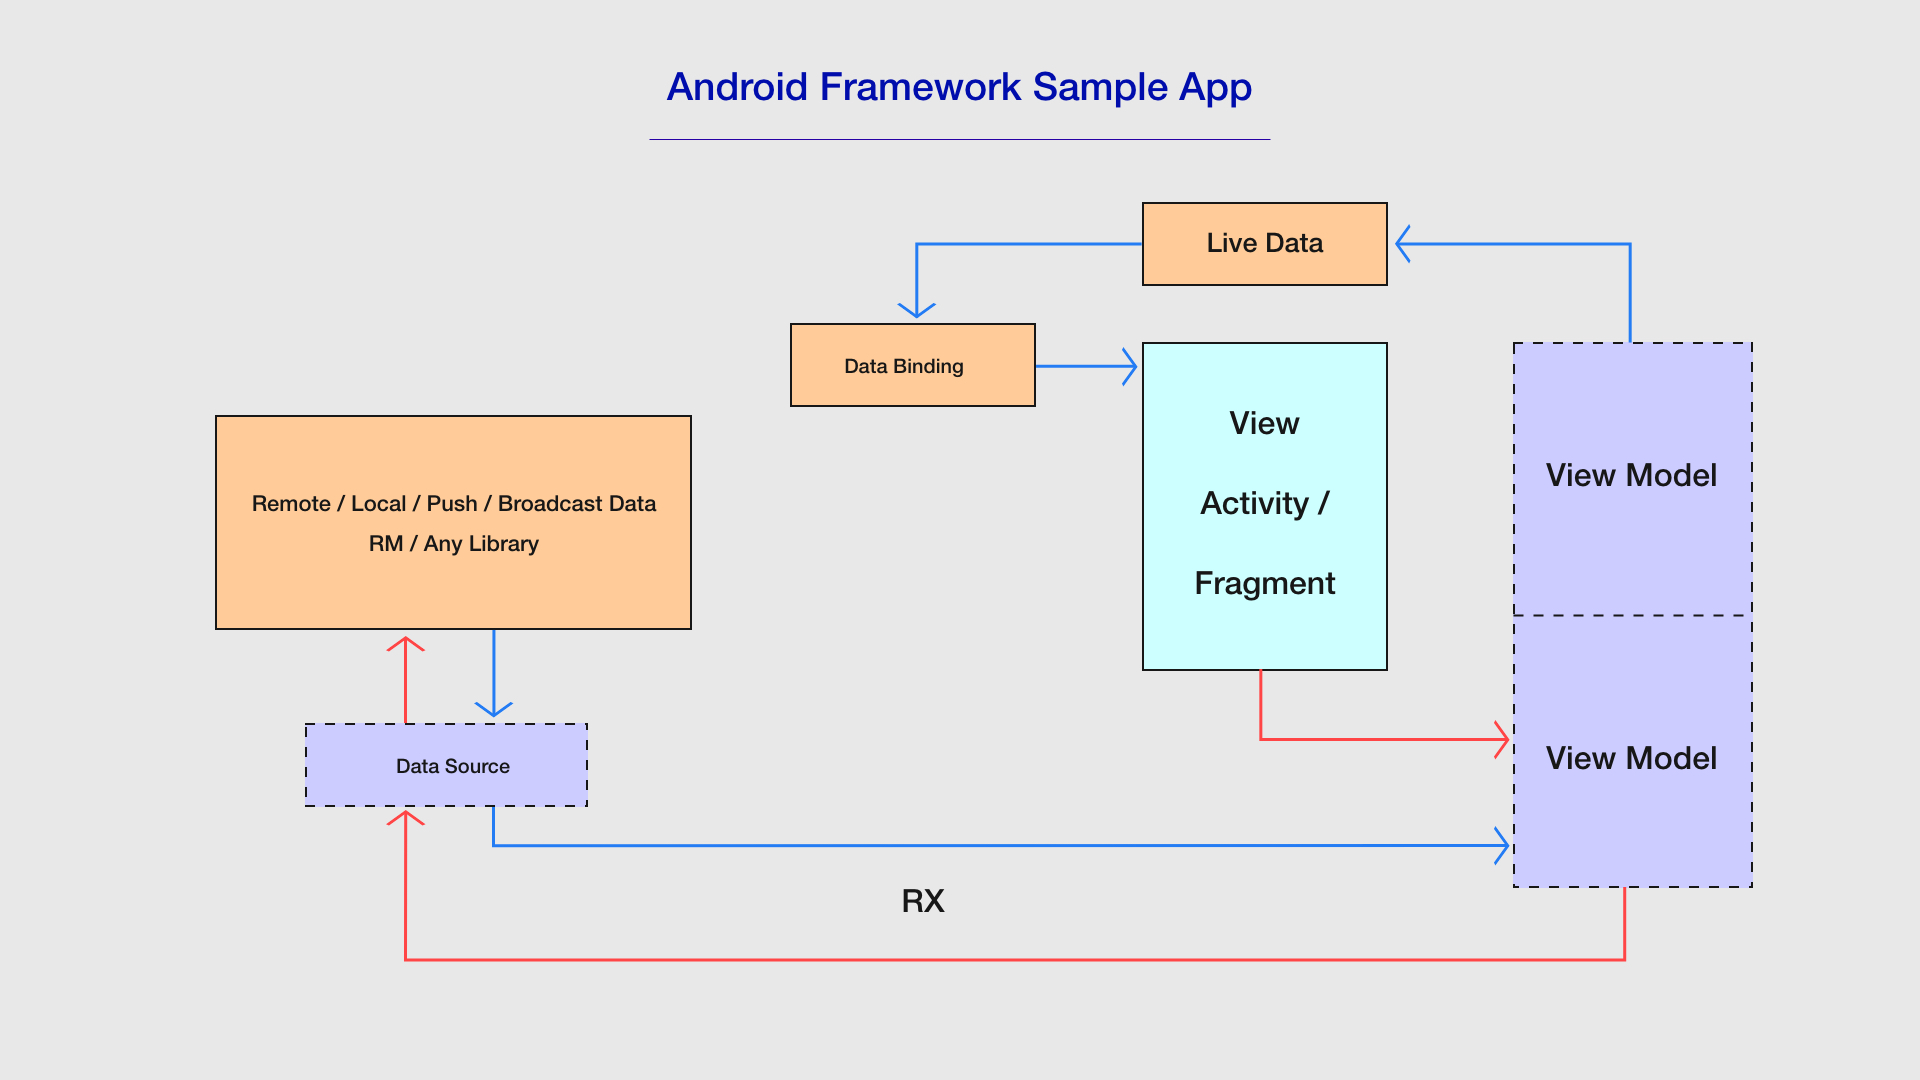 Android Framework Sample App
Live Data
Data Binding
View
Activity /
Fragment
View Model
Remote / Local / Push / Broadcast Data
RM / Any Library
Data Source
View Model
RX